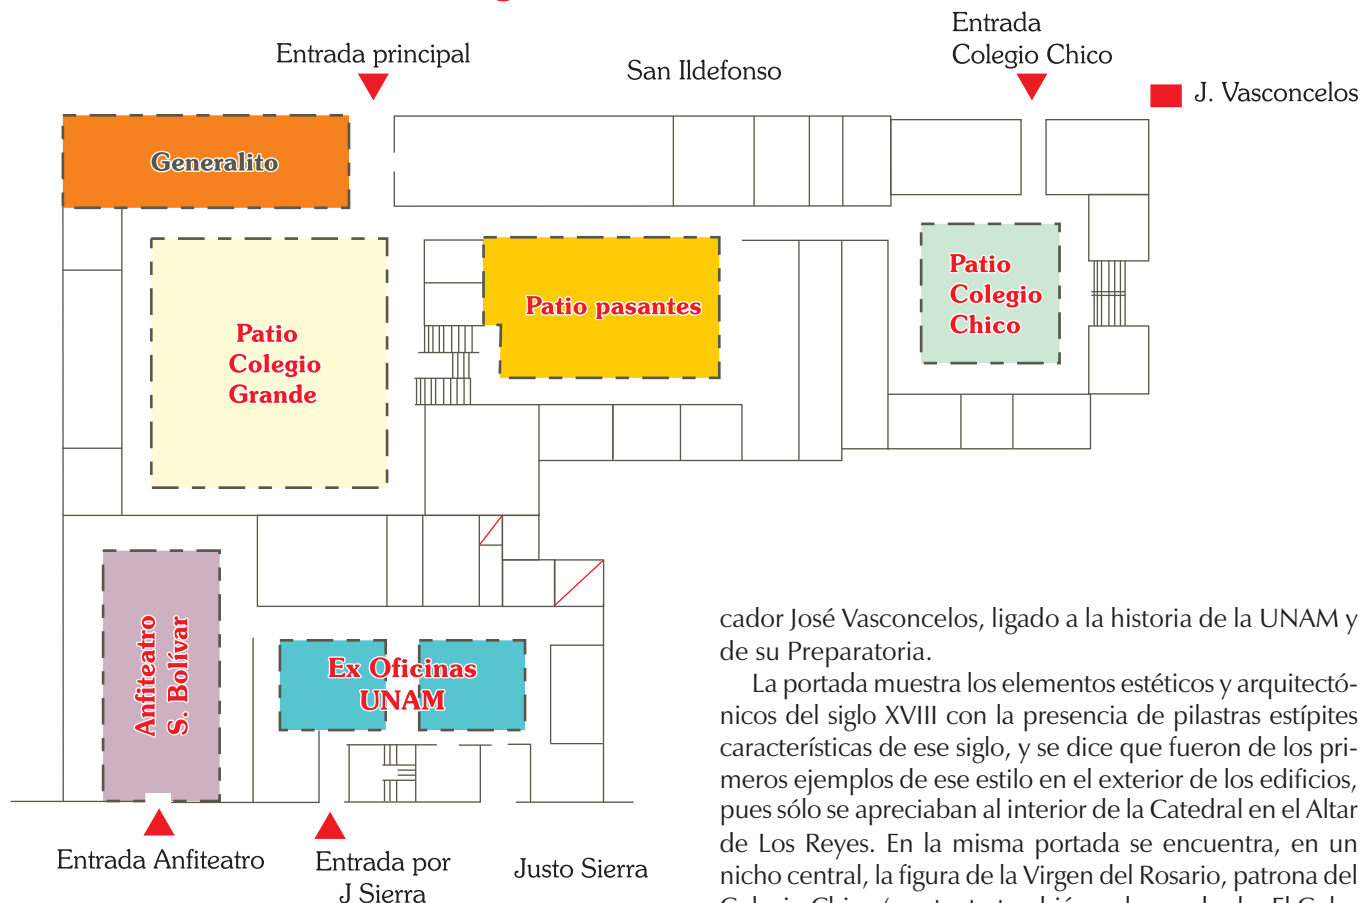 Entrada
Entrada principal
Colegio Chico
San Ildefonso
J. Vasconcelos
Generalito
Patio
Colegio
Grande
Patio pasantes
Patio
Colegio
Chico
Anfiteatro
S. Bolívar
Ex Oficinas
UNAM
Entrada Anfiteatro
Entrada por
J Sierra
Justo Sierra
cador José Vasconcelos, ligado a la historia de la UNAM y
de su Preparatoria.
La portada muestra los elementos estéticos y arquitectó-
nicos del siglo XVIII con la presencia de pilastras estípites
características de ese siglo, y se dice que fueron de los pri-
meros ejemplos de ese estilo en el exterior de los edificios,
pues sólo se apreciaban al interior de la Catedral en el Altar
de Los Reyes. En la misma portada se encuentra, en un
nicho central, la figura de la Virgen del Rosario, patrona del